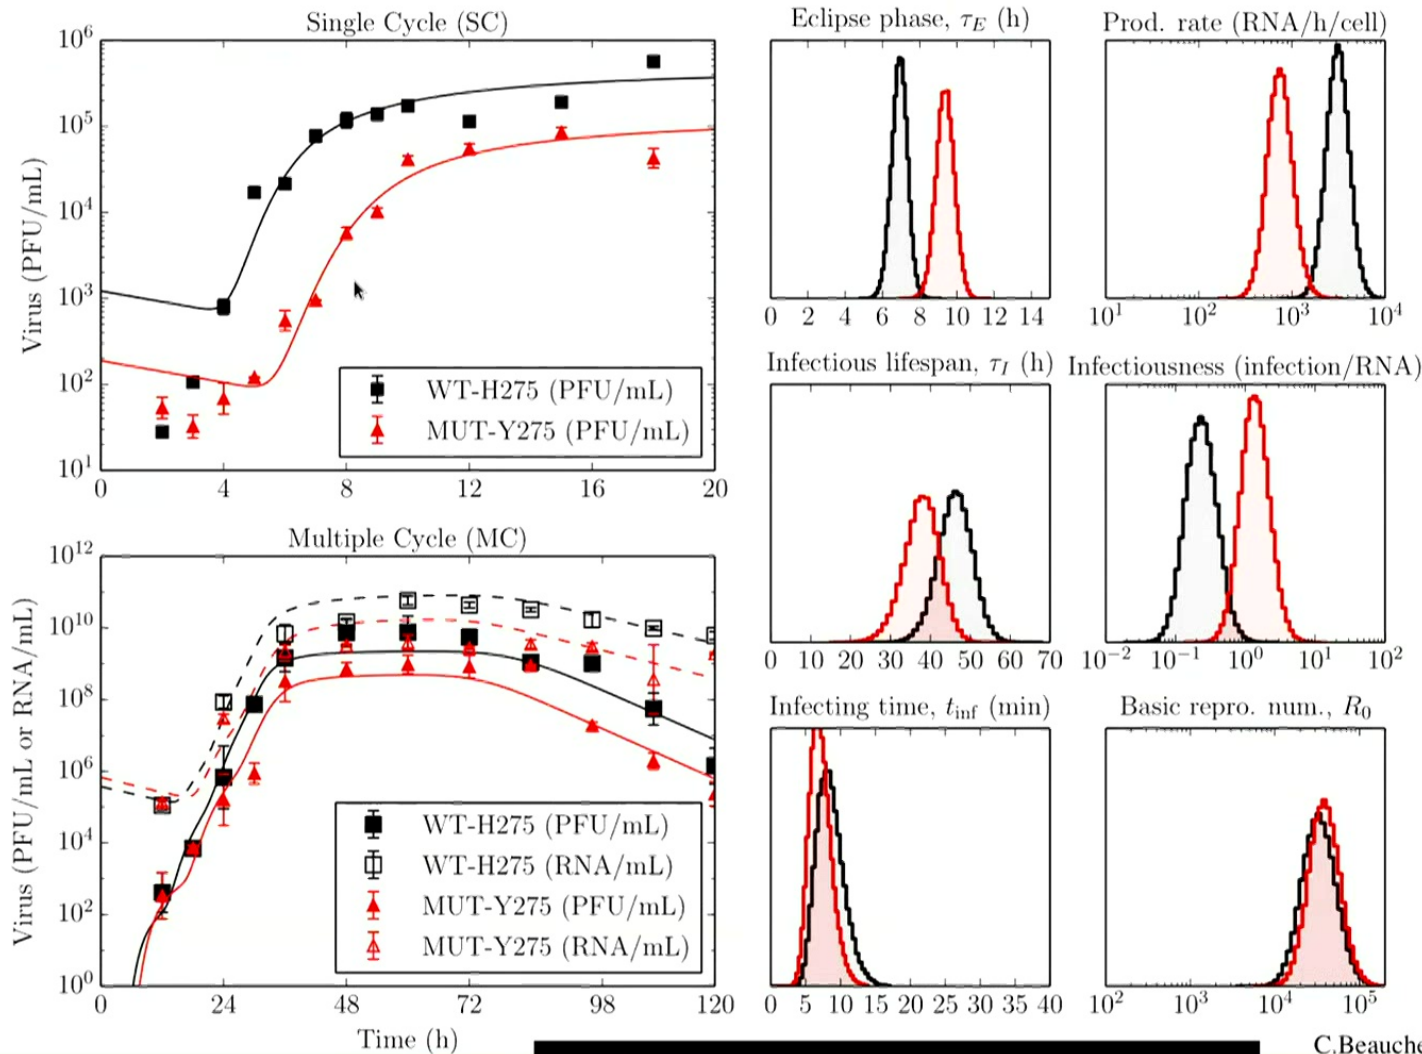 Single Cycle (SC)
Virus (PFU/mL)
10^6
10^5
10^4
10^3
10^2
10^1
0 4 8 12 16 20
WT-H275 (PFU/mL)
MUT-Y275 (PFU/mL)
Multiple Cycle (MC)
Virus (PFU/mL or RNA/mL)
10^12
10^10
10^8
10^6
10^4
10^2
10^0
0 24 48 72 98 120
Time (h)
WT-H275 (PFU/mL)
WT-H275 (RNA/mL)
MUT-Y275 (PFU/mL)
MUT-Y275 (RNA/mL)
Eclipse phase, τ_E (h)
0 2 4 6 8 10 12 14
Prod. rate (RNA/h/cell)
10^1 10^2 10^3 10^4
Infectious lifespan, τ_I (h)
0 10 20 30 40 50 60 70
Infectiousness (infection/RNA)
10^-2 10^-1 10^0 10^1 10^2
Infecting time, t_inf (min)
0 5 10 15 20 25 30 35 40
Basic repro. num., R_0
10^2 10^3 10^4 10^5
C.Beauche